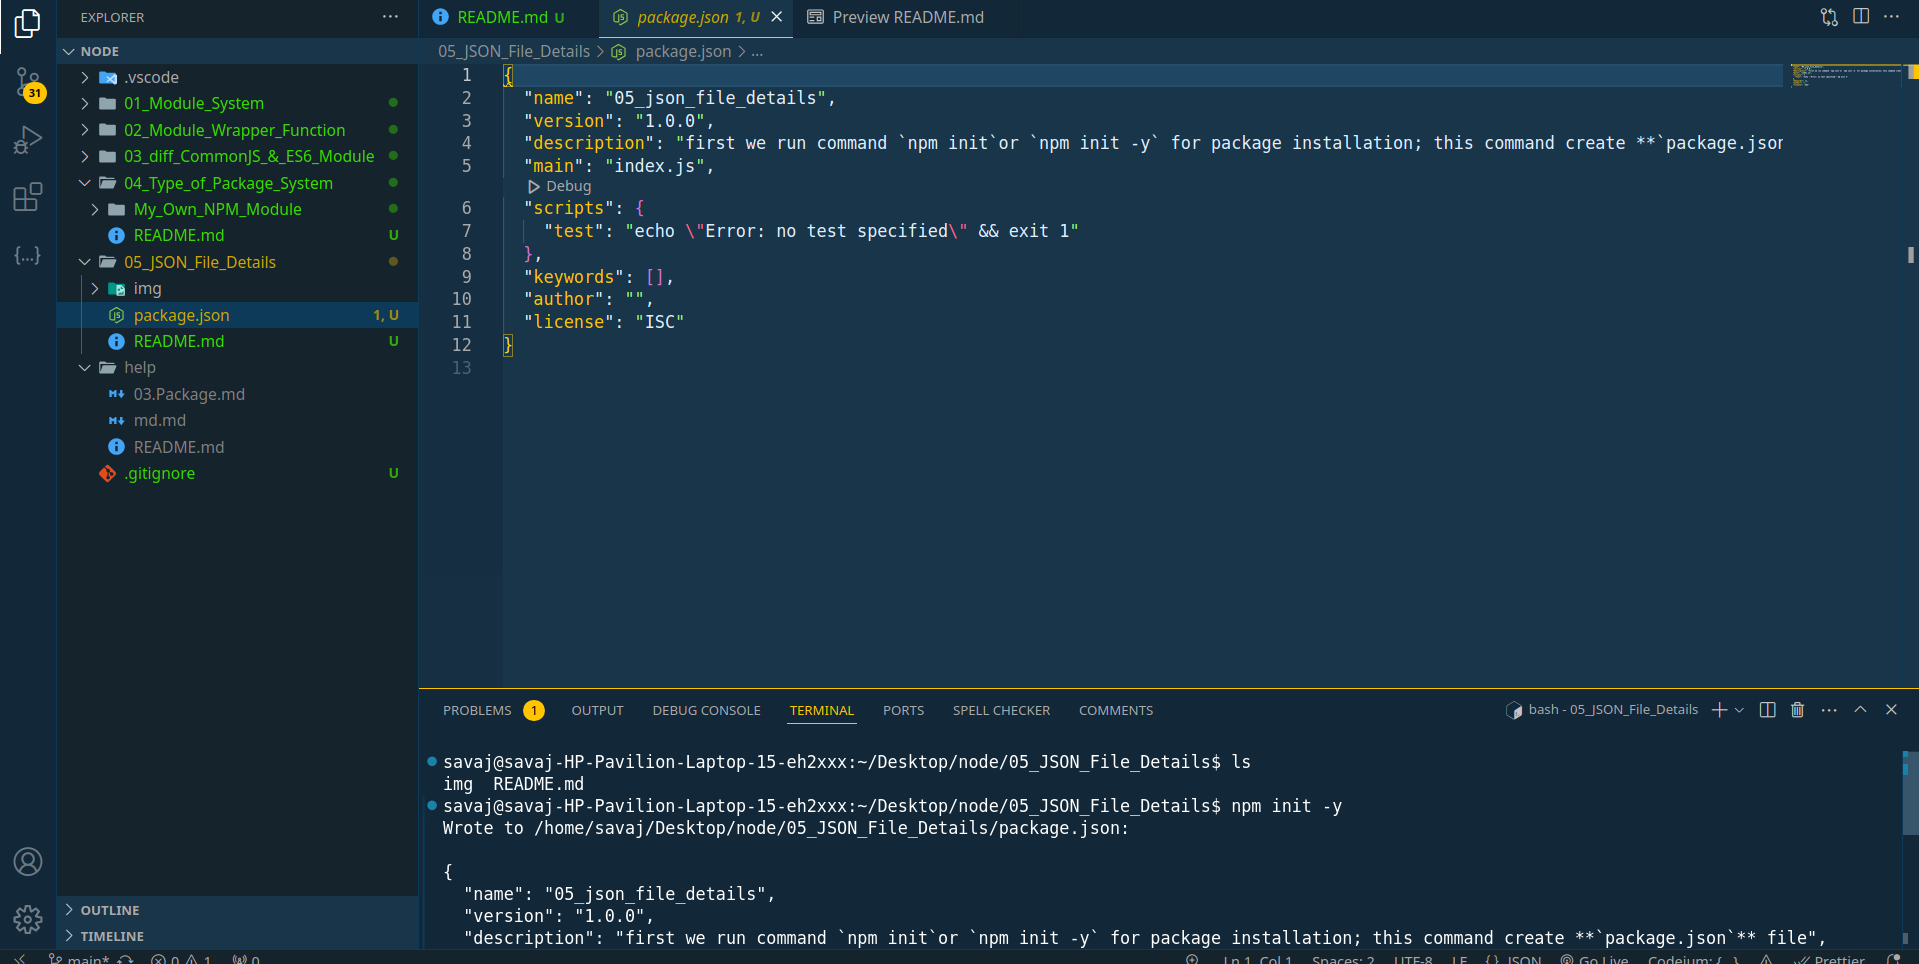 EXPLORER
NODE
.vscode
01_Module_System
02_Module_Wrapper_Function
03_diff_CommonJS_&_ES6_Module
04_Type_of_Package_System
My_Own_NPM_Module
README.md U
05_JSON_File_Details
img
package.json 1, U
README.md U
help
03.Package.md
md.md
README.md
.gitignore U
OUTLINE
TIMELINE
31
README.md U
package.json 1, U
Preview README.md
05_JSON_File_Details > package.json > ...
1 {
2 "name": "05_json_file_details",
3 "version": "1.0.0",
4 "description": "first we run command `npm init`or `npm init -y` for package installation; this command create **`package.json
5 "main": "index.js",
Debug
6 "scripts": {
7 "test": "echo \"Error: no test specified\" && exit 1"
8 },
9 "keywords": [],
10 "author": "",
11 "license": "ISC"
12 }
13
PROBLEMS 1 OUTPUT DEBUG CONSOLE TERMINAL PORTS SPELL CHECKER COMMENTS
bash - 05_JSON_File_Details
savaj@savaj-HP-Pavilion-Laptop-15-eh2xxx:~/Desktop/node/05_JSON_File_Details$ ls
img README.md
savaj@savaj-HP-Pavilion-Laptop-15-eh2xxx:~/Desktop/node/05_JSON_File_Details$ npm init -y
Wrote to /home/savaj/Desktop/node/05_JSON_File_Details/package.json:
{
"name": "05_json_file_details",
"version": "1.0.0",
"description": "first we run command `npm init`or `npm init -y` for package installation; this command create **`package.json`** file",
main* 0 1 0
Ln 1, Col 1 Spaces: 2 UTF-8 LF {} JSON Go Live Codeium: {...} Prettier